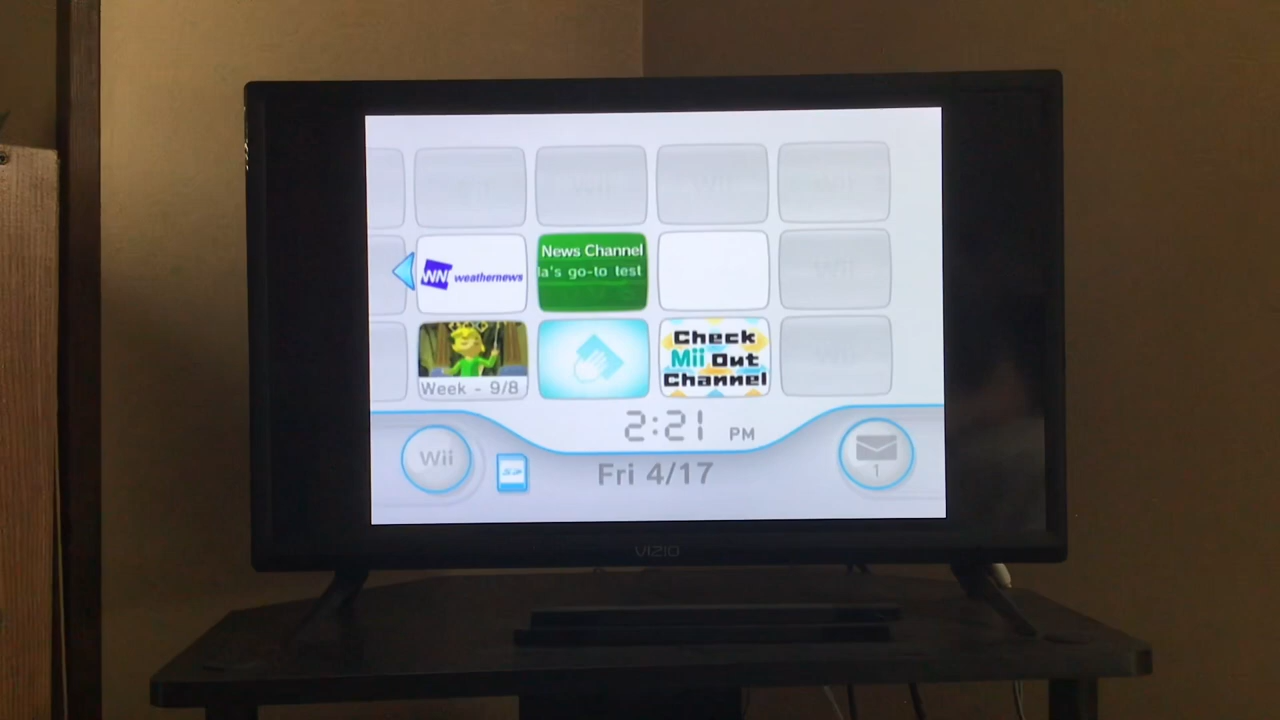 WN weathernews
News Channel
la's go-to test
Week - 9/8
Check
Mii Out
Channel
Wii
2:21 PM
Fri 4/17
1
VIZIO